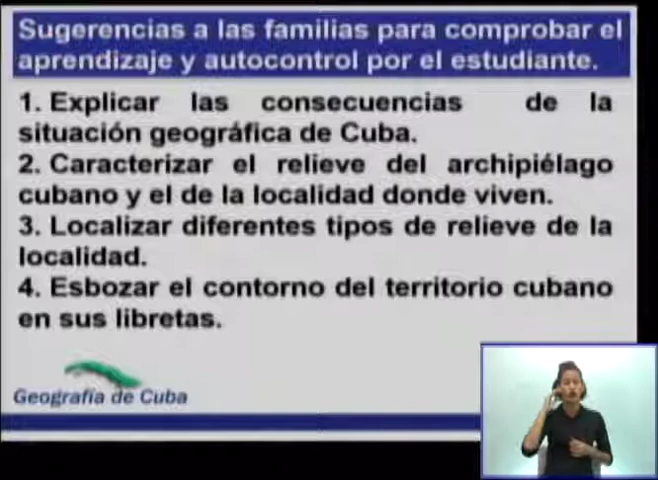 Sugerencias a las familias para comprobar el
aprendizaje y autocontrol por el estudiante.
1. Explicar las consecuencias de la
situación geográfica de Cuba.
2. Caracterizar el relieve del archipiélago
cubano y el de la localidad donde viven.
3. Localizar diferentes tipos de relieve de la
localidad.
4. Esbozar el contorno del territorio cubano
en sus libretas.
Geografía de Cuba